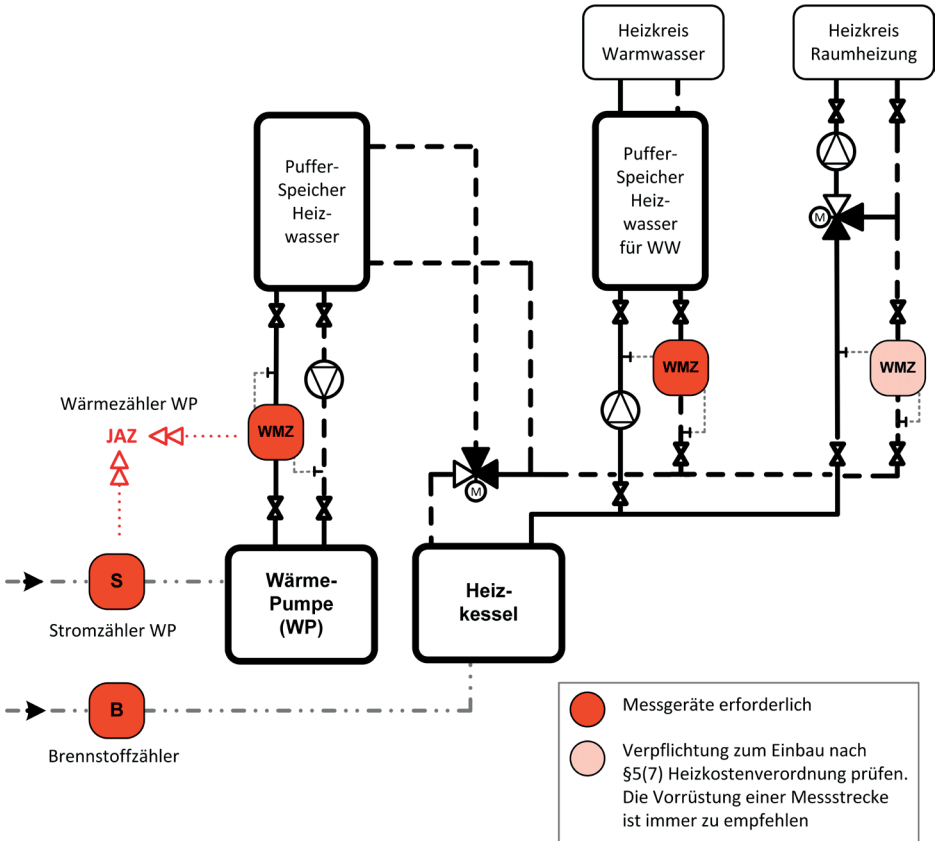 Heizkreis
Warmwasser
Heizkreis
Raumheizung
Puffer-
Speicher
Heiz-
wasser
Puffer-
Speicher
Heiz-
wasser
für WW
M
WMZ
WMZ
Wärmezähler WP
JAZ
WMZ
M
S
Stromzähler WP
Wärme-
Pumpe
(WP)
Heiz-
kessel
B
Brennstoffzähler
Messgeräte erforderlich
Verpflichtung zum Einbau nach
§5(7) Heizkostenverordnung prüfen.
Die Vorrüstung einer Messstrecke
ist immer zu empfehlen